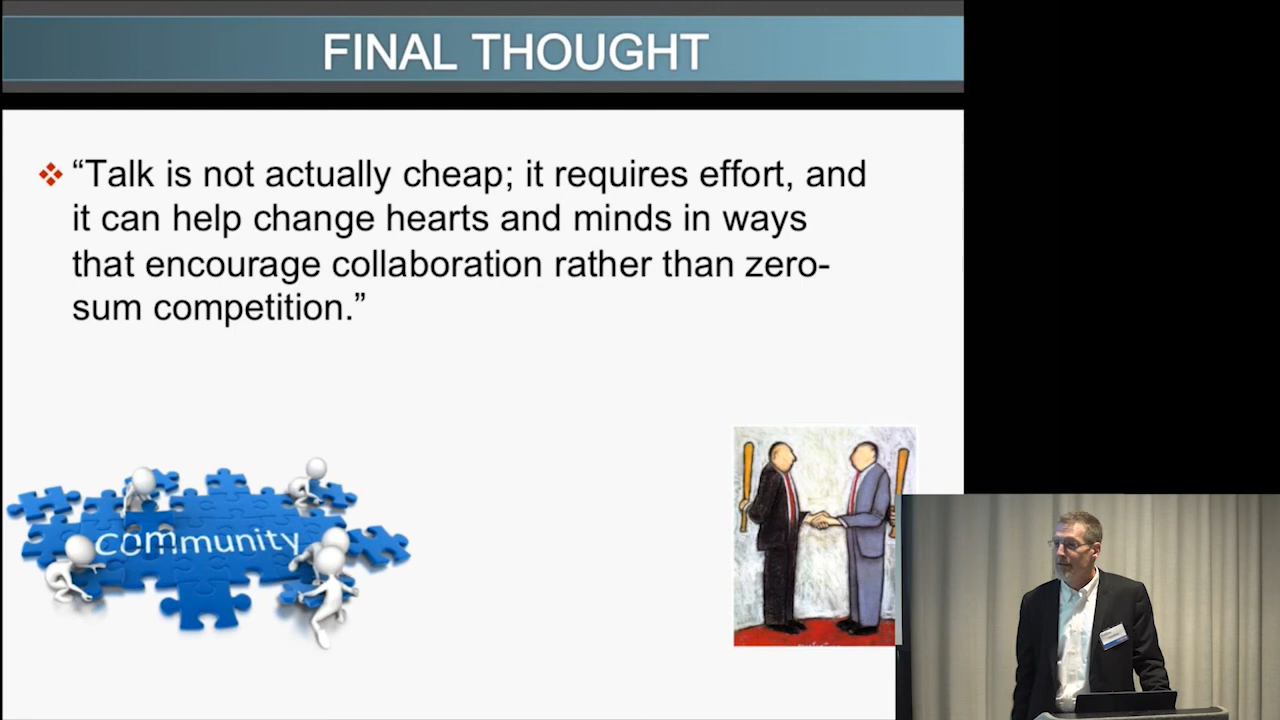 FINAL THOUGHT
“Talk is not actually cheap; it requires effort, and
it can help change hearts and minds in ways
that encourage collaboration rather than zero-
sum competition.”
community